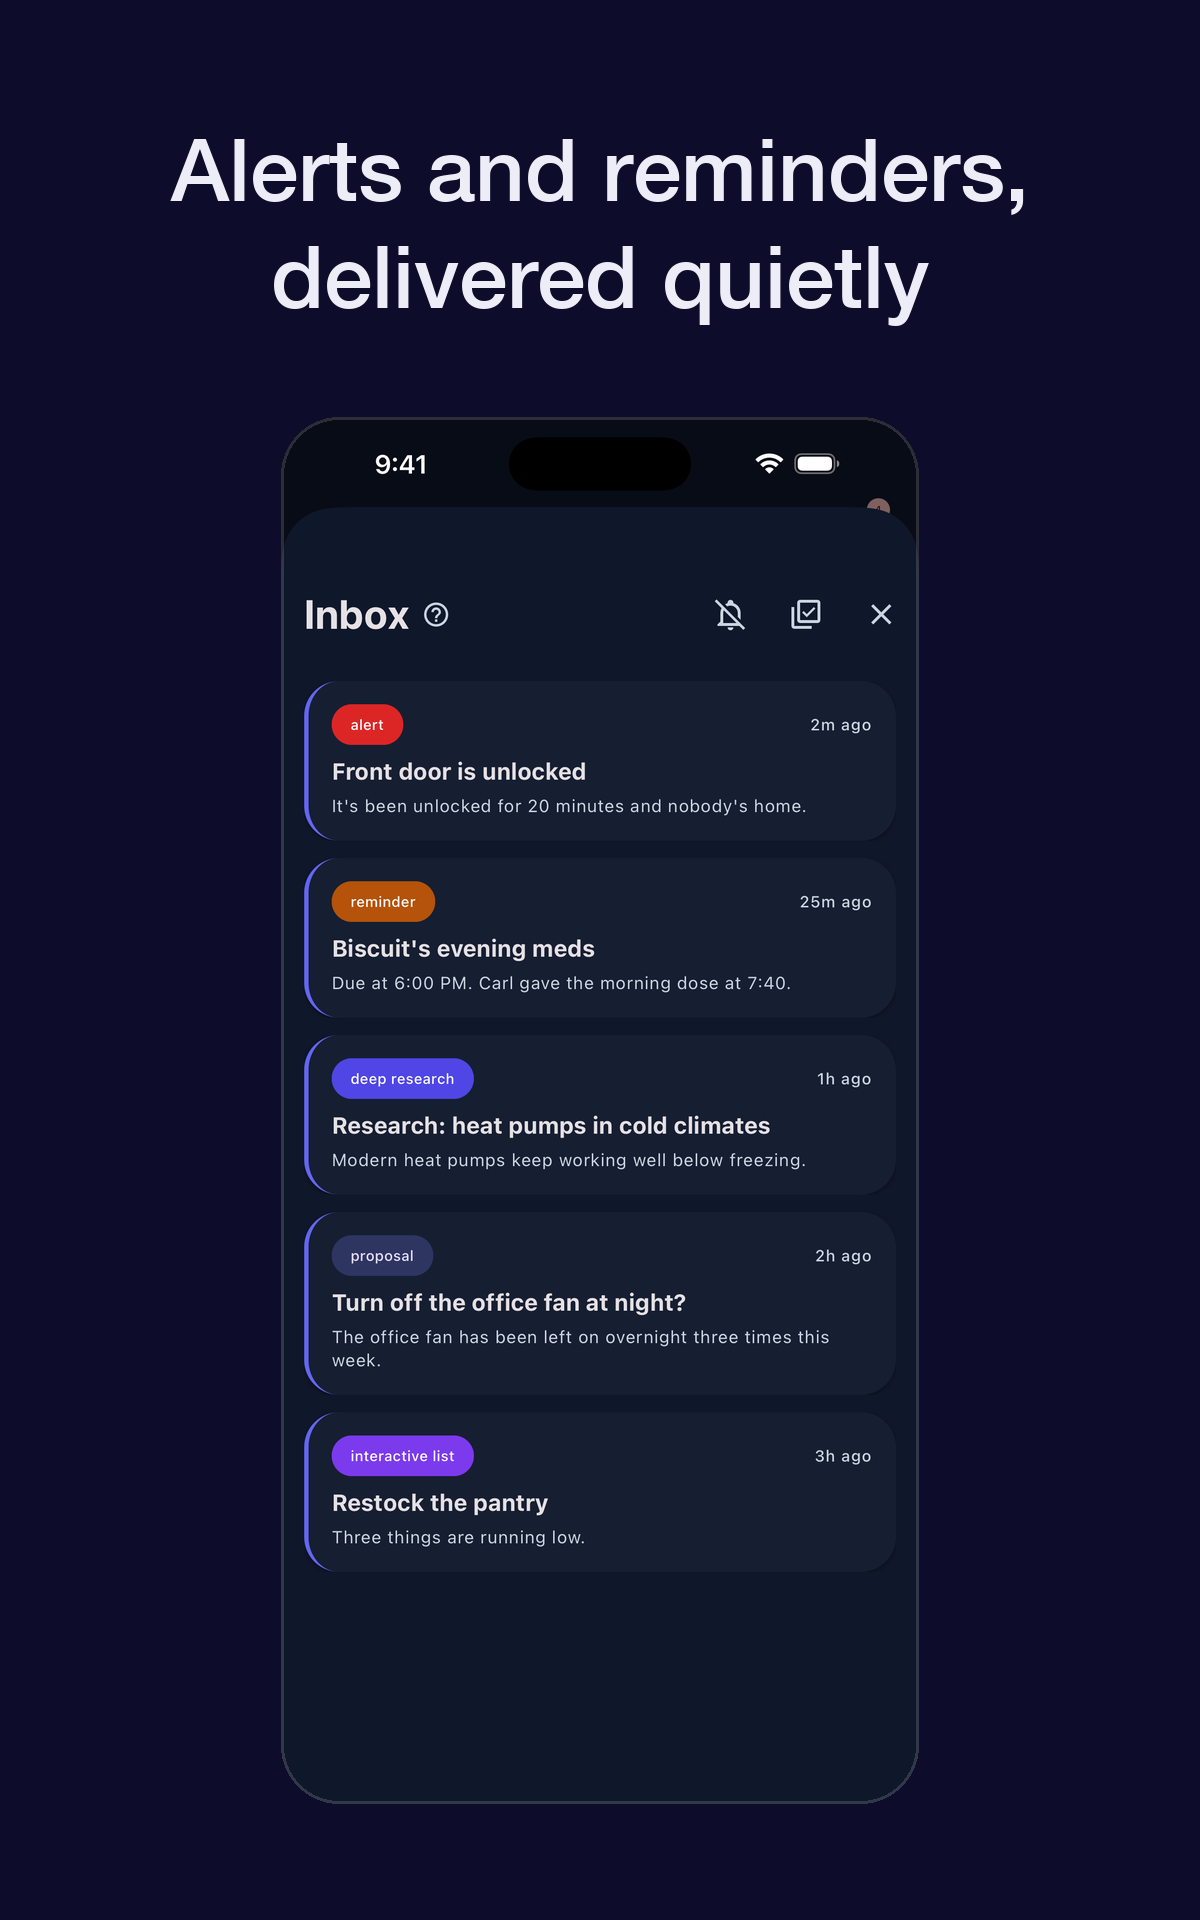 Alerts and reminders,
delivered quietly
9:41
Inbox
alert
2m ago
Front door is unlocked
It's been unlocked for 20 minutes and nobody's home.
reminder
25m ago
Biscuit's evening meds
Due at 6:00 PM. Carl gave the morning dose at 7:40.
deep research
1h ago
Research: heat pumps in cold climates
Modern heat pumps keep working well below freezing.
proposal
2h ago
Turn off the office fan at night?
The office fan has been left on overnight three times this
week.
interactive list
3h ago
Restock the pantry
Three things are running low.